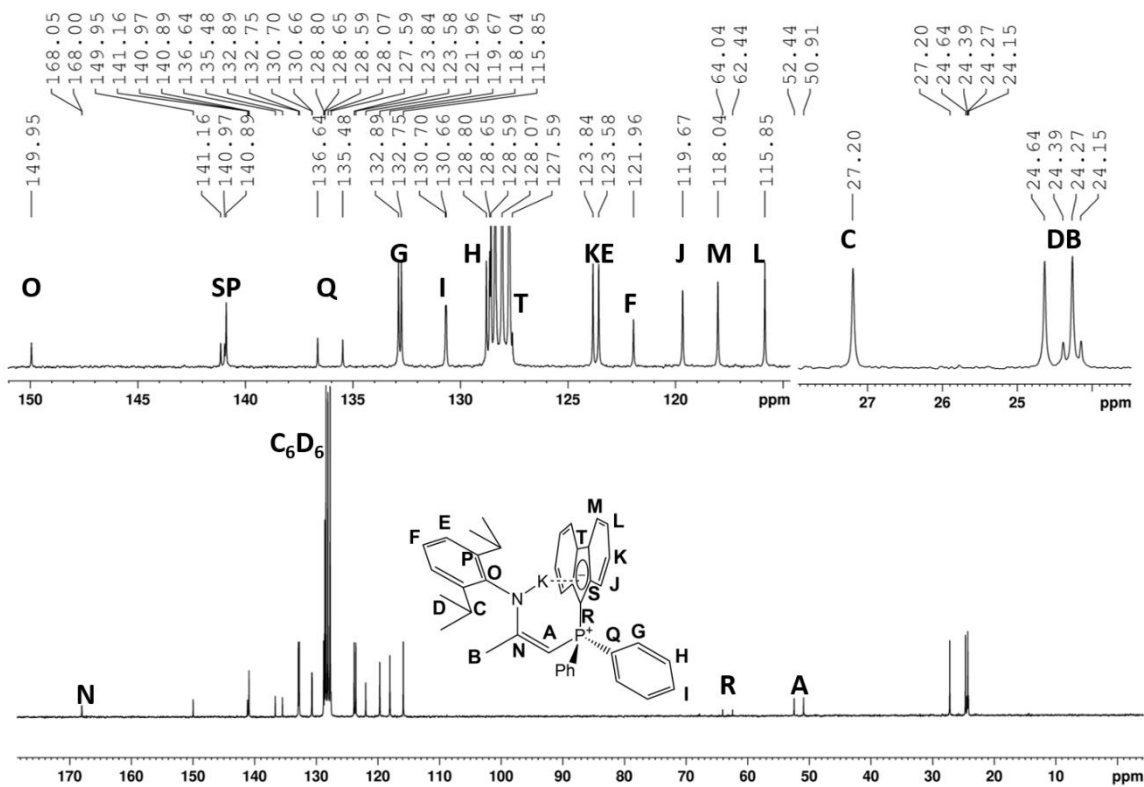 168.05
168.00
149.95
141.16
140.97
140.89
136.64
135.48
132.89
132.75
130.70
130.66
128.80
128.65
128.59
128.07
127.59
123.84
123.58
121.96
119.67
118.04
115.85
64.04
62.44
52.44
50.91
27.20
24.64
24.39
24.27
24.15
149.95
141.16
140.97
140.89
136.64
135.48
132.89
132.75
130.70
130.66
128.80
128.65
128.59
128.07
127.59
123.84
123.58
121.96
119.67
118.04
115.85
27.20
24.64
24.39
24.27
24.15
O SP Q G I H T KE F J M L C DB
150 145 140 135 130 125 120 ppm
27 26 25 ppm
C6D6
M
L
T
K
J
S
R
F
E
P
O
K
−
N
D
C
A
B
N
P+
Q
G
H
I
Ph
Ph
N R A
170 160 150 140 130 120 110 100 90 80 70 60 50 40 30 20 10 ppm